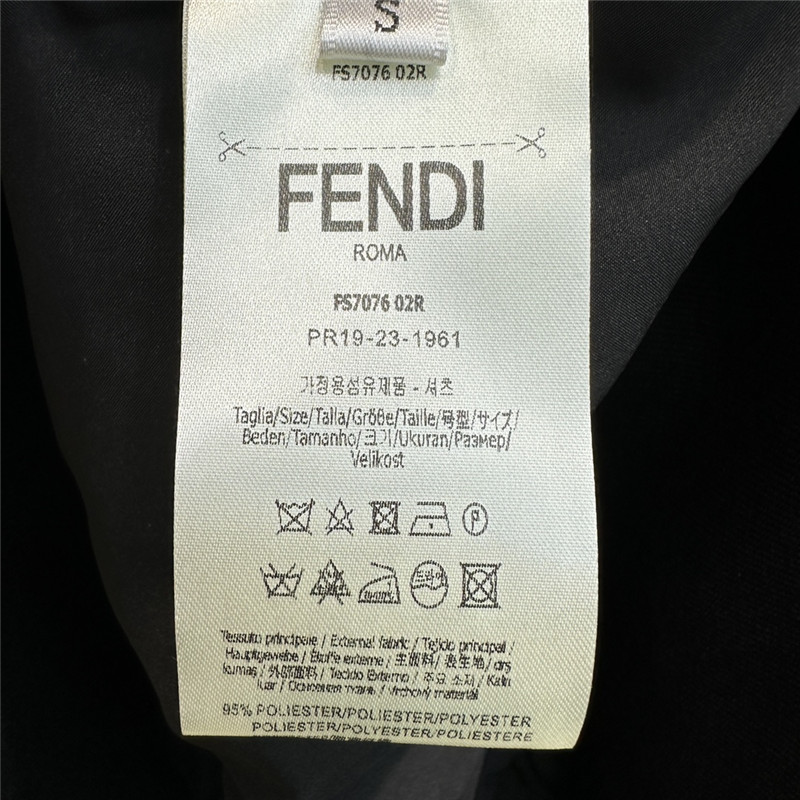 S
FS7076 02R
FENDI
ROMA
FS7076 02R
PR19-23-1961
가정용섬유제품 - 셔츠
Taglia/Size/Talla/Größe/Taille/号型/サイズ/
Beden/Tamanho/크기/Ukuran/Размер/
Velikost
P
드라이
Tessuto principale / External fabric / Tejido principal /
Hauptgewebe / Étoffe externe / 主面料/ 表生地/ dış
kumaş / 外部面料 / Tecido Externo / 주요 소재 / Kain
luar / Основная ткань / Vrchový materiál
95% POLIESTER/POLIESTER/POLYESTER
POLIESTER/POLYESTER/POLIESTERE